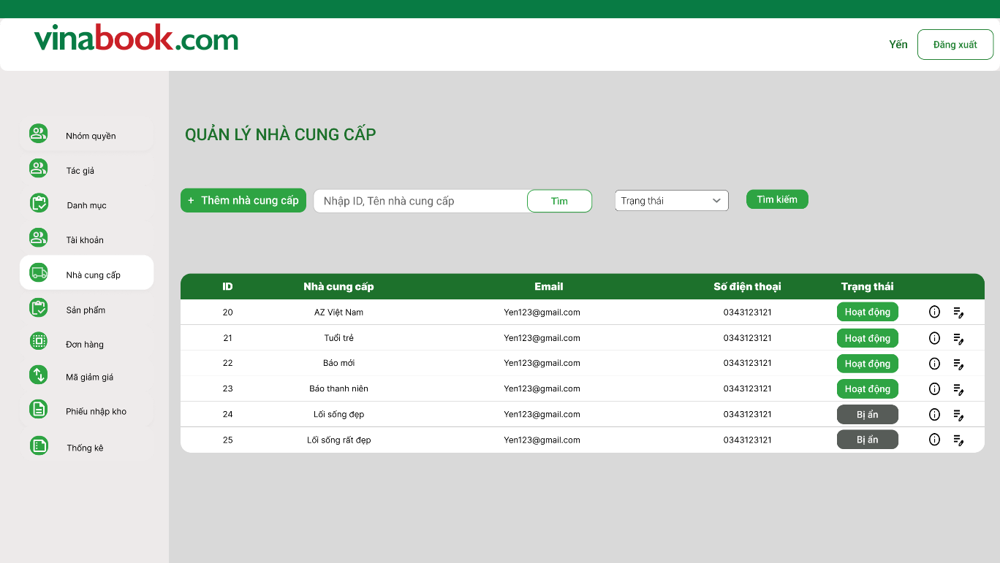 vinabook.com
Yến
Đăng xuất
Nhóm quyền
Tác giả
Danh mục
Tài khoản
Nhà cung cấp
Sản phẩm
Đơn hàng
Mã giảm giá
Phiếu nhập kho
Thống kê
QUẢN LÝ NHÀ CUNG CẤP
+ Thêm nhà cung cấp
Nhập ID, Tên nhà cung cấp
Tìm
Trạng thái
Tìm kiếm
ID Nhà cung cấp Email Số điện thoại Trạng thái
20 AZ Việt Nam Yen123@gmail.com 0343123121 Hoạt động
21 Tuổi trẻ Yen123@gmail.com 0343123121 Hoạt động
22 Báo mới Yen123@gmail.com 0343123121 Hoạt động
23 Báo thanh niên Yen123@gmail.com 0343123121 Hoạt động
24 Lối sống đẹp Yen123@gmail.com 0343123121 Bị ẩn
25 Lối sống rất đẹp Yen123@gmail.com 0343123121 Bị ẩn